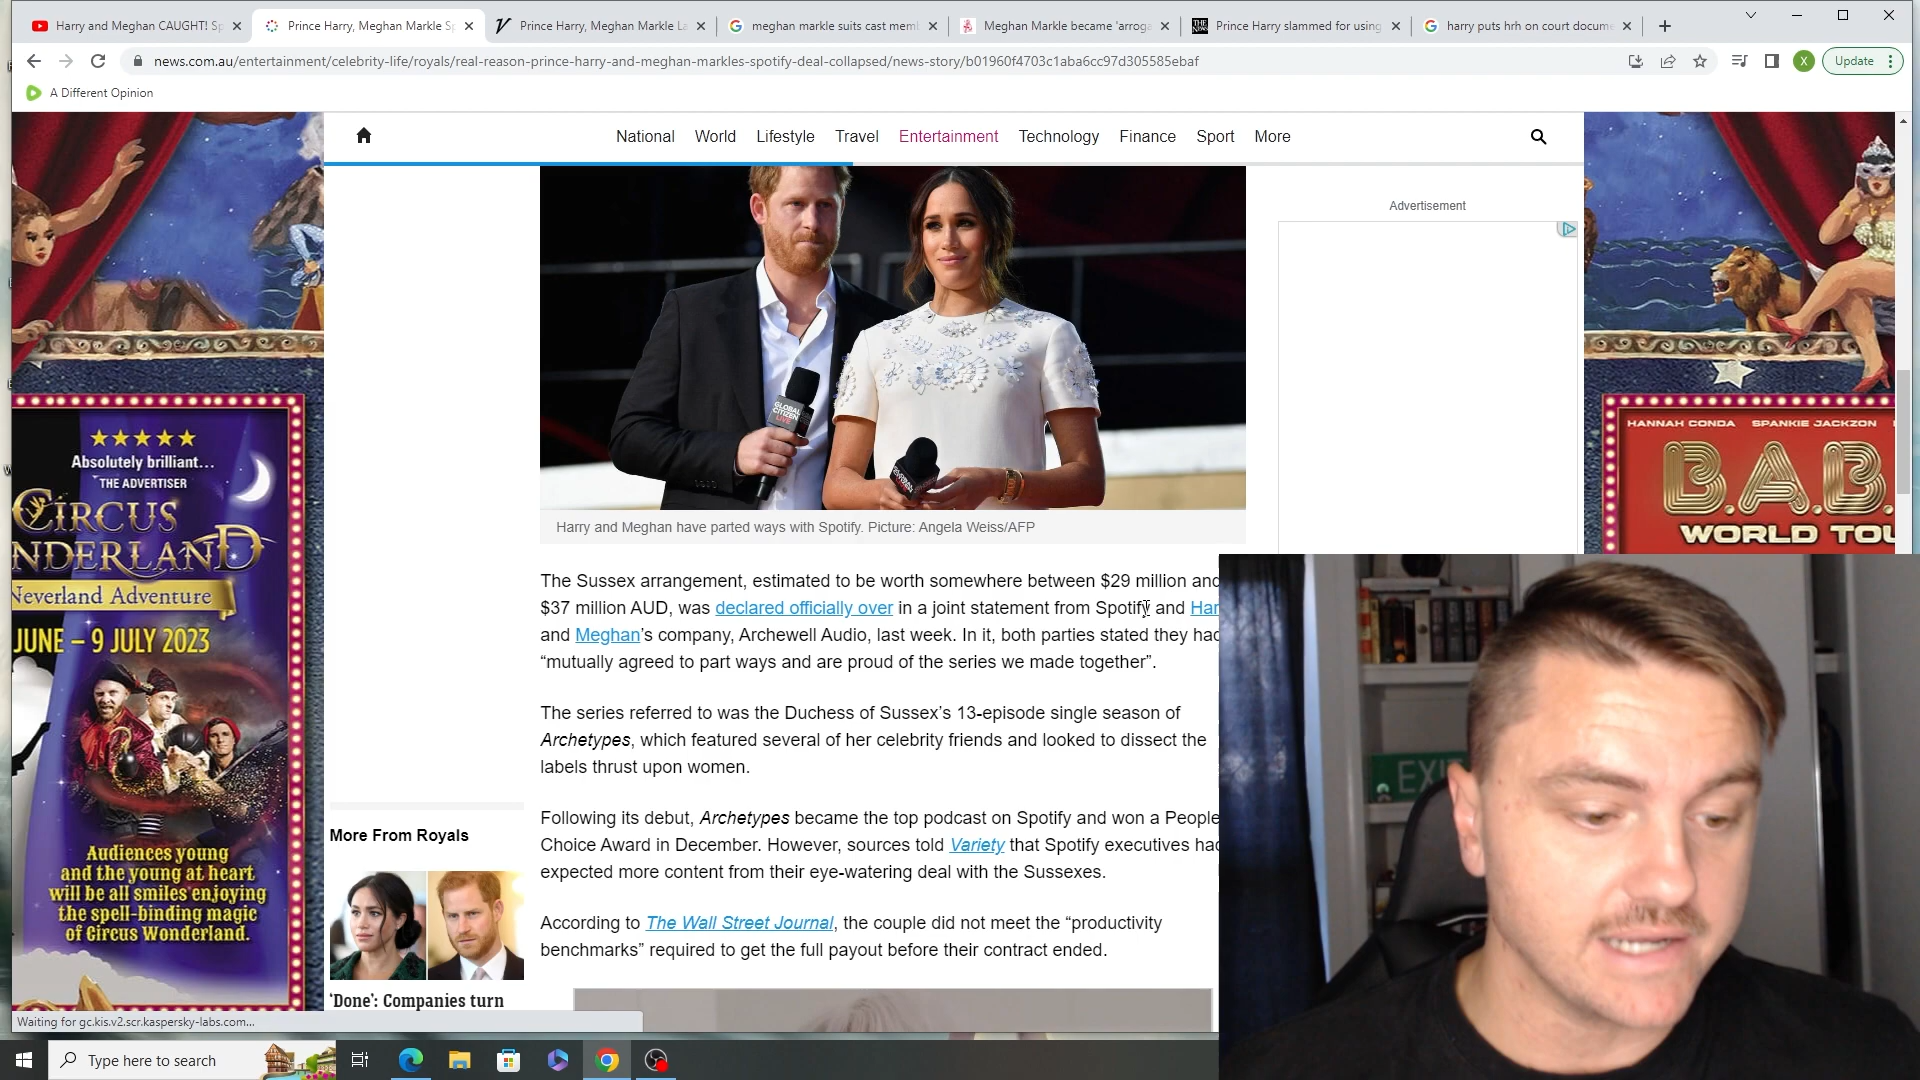 Harry and Meghan CAUGHT! Sp
Prince Harry, Meghan Markle Sp
Prince Harry, Meghan Markle La
meghan markle suits cast mem
Meghan Markle became 'arroga
Prince Harry slammed for using
harry puts hrh on court docume
news.com.au/entertainment/celebrity-life/royals/real-reason-prince-harry-and-meghan-markles-spotify-deal-collapsed/news-story/b01960f4703c1aba6cc97d305585ebaf
X
Update
A Different Opinion
National World Lifestyle Travel Entertainment Technology Finance Sport More
Advertisement
GLOBAL
CITIZEN
LIVE
Harry and Meghan have parted ways with Spotify. Picture: Angela Weiss/AFP
The Sussex arrangement, estimated to be worth somewhere between $29 million and
$37 million AUD, was declared officially over in a joint statement from Spotify and Har
and Meghan's company, Archewell Audio, last week. In it, both parties stated they had
“mutually agreed to part ways and are proud of the series we made together”.
The series referred to was the Duchess of Sussex's 13-episode single season of
Archetypes, which featured several of her celebrity friends and looked to dissect the
labels thrust upon women.
Following its debut, Archetypes became the top podcast on Spotify and won a People
Choice Award in December. However, sources told Variety that Spotify executives had
expected more content from their eye-watering deal with the Sussexes.
According to The Wall Street Journal, the couple did not meet the “productivity
benchmarks” required to get the full payout before their contract ended.
More From Royals
‘Done’: Companies turn
Absolutely brilliant...
THE ADVERTISER
CIRCUS
NDERLAND
Neverland Adventure
JUNE – 9 JULY 2023
Audiences young
and the young at heart
will be all smiles enjoying
the spell-binding magic
of Circus Wonderland.
HANNAH CONDA SPANKIE JACKZON
B.A.B.
WORLD TOU
EXIT
Waiting for gc.kis.v2.scr.kaspersky-labs.com...
Type here to search